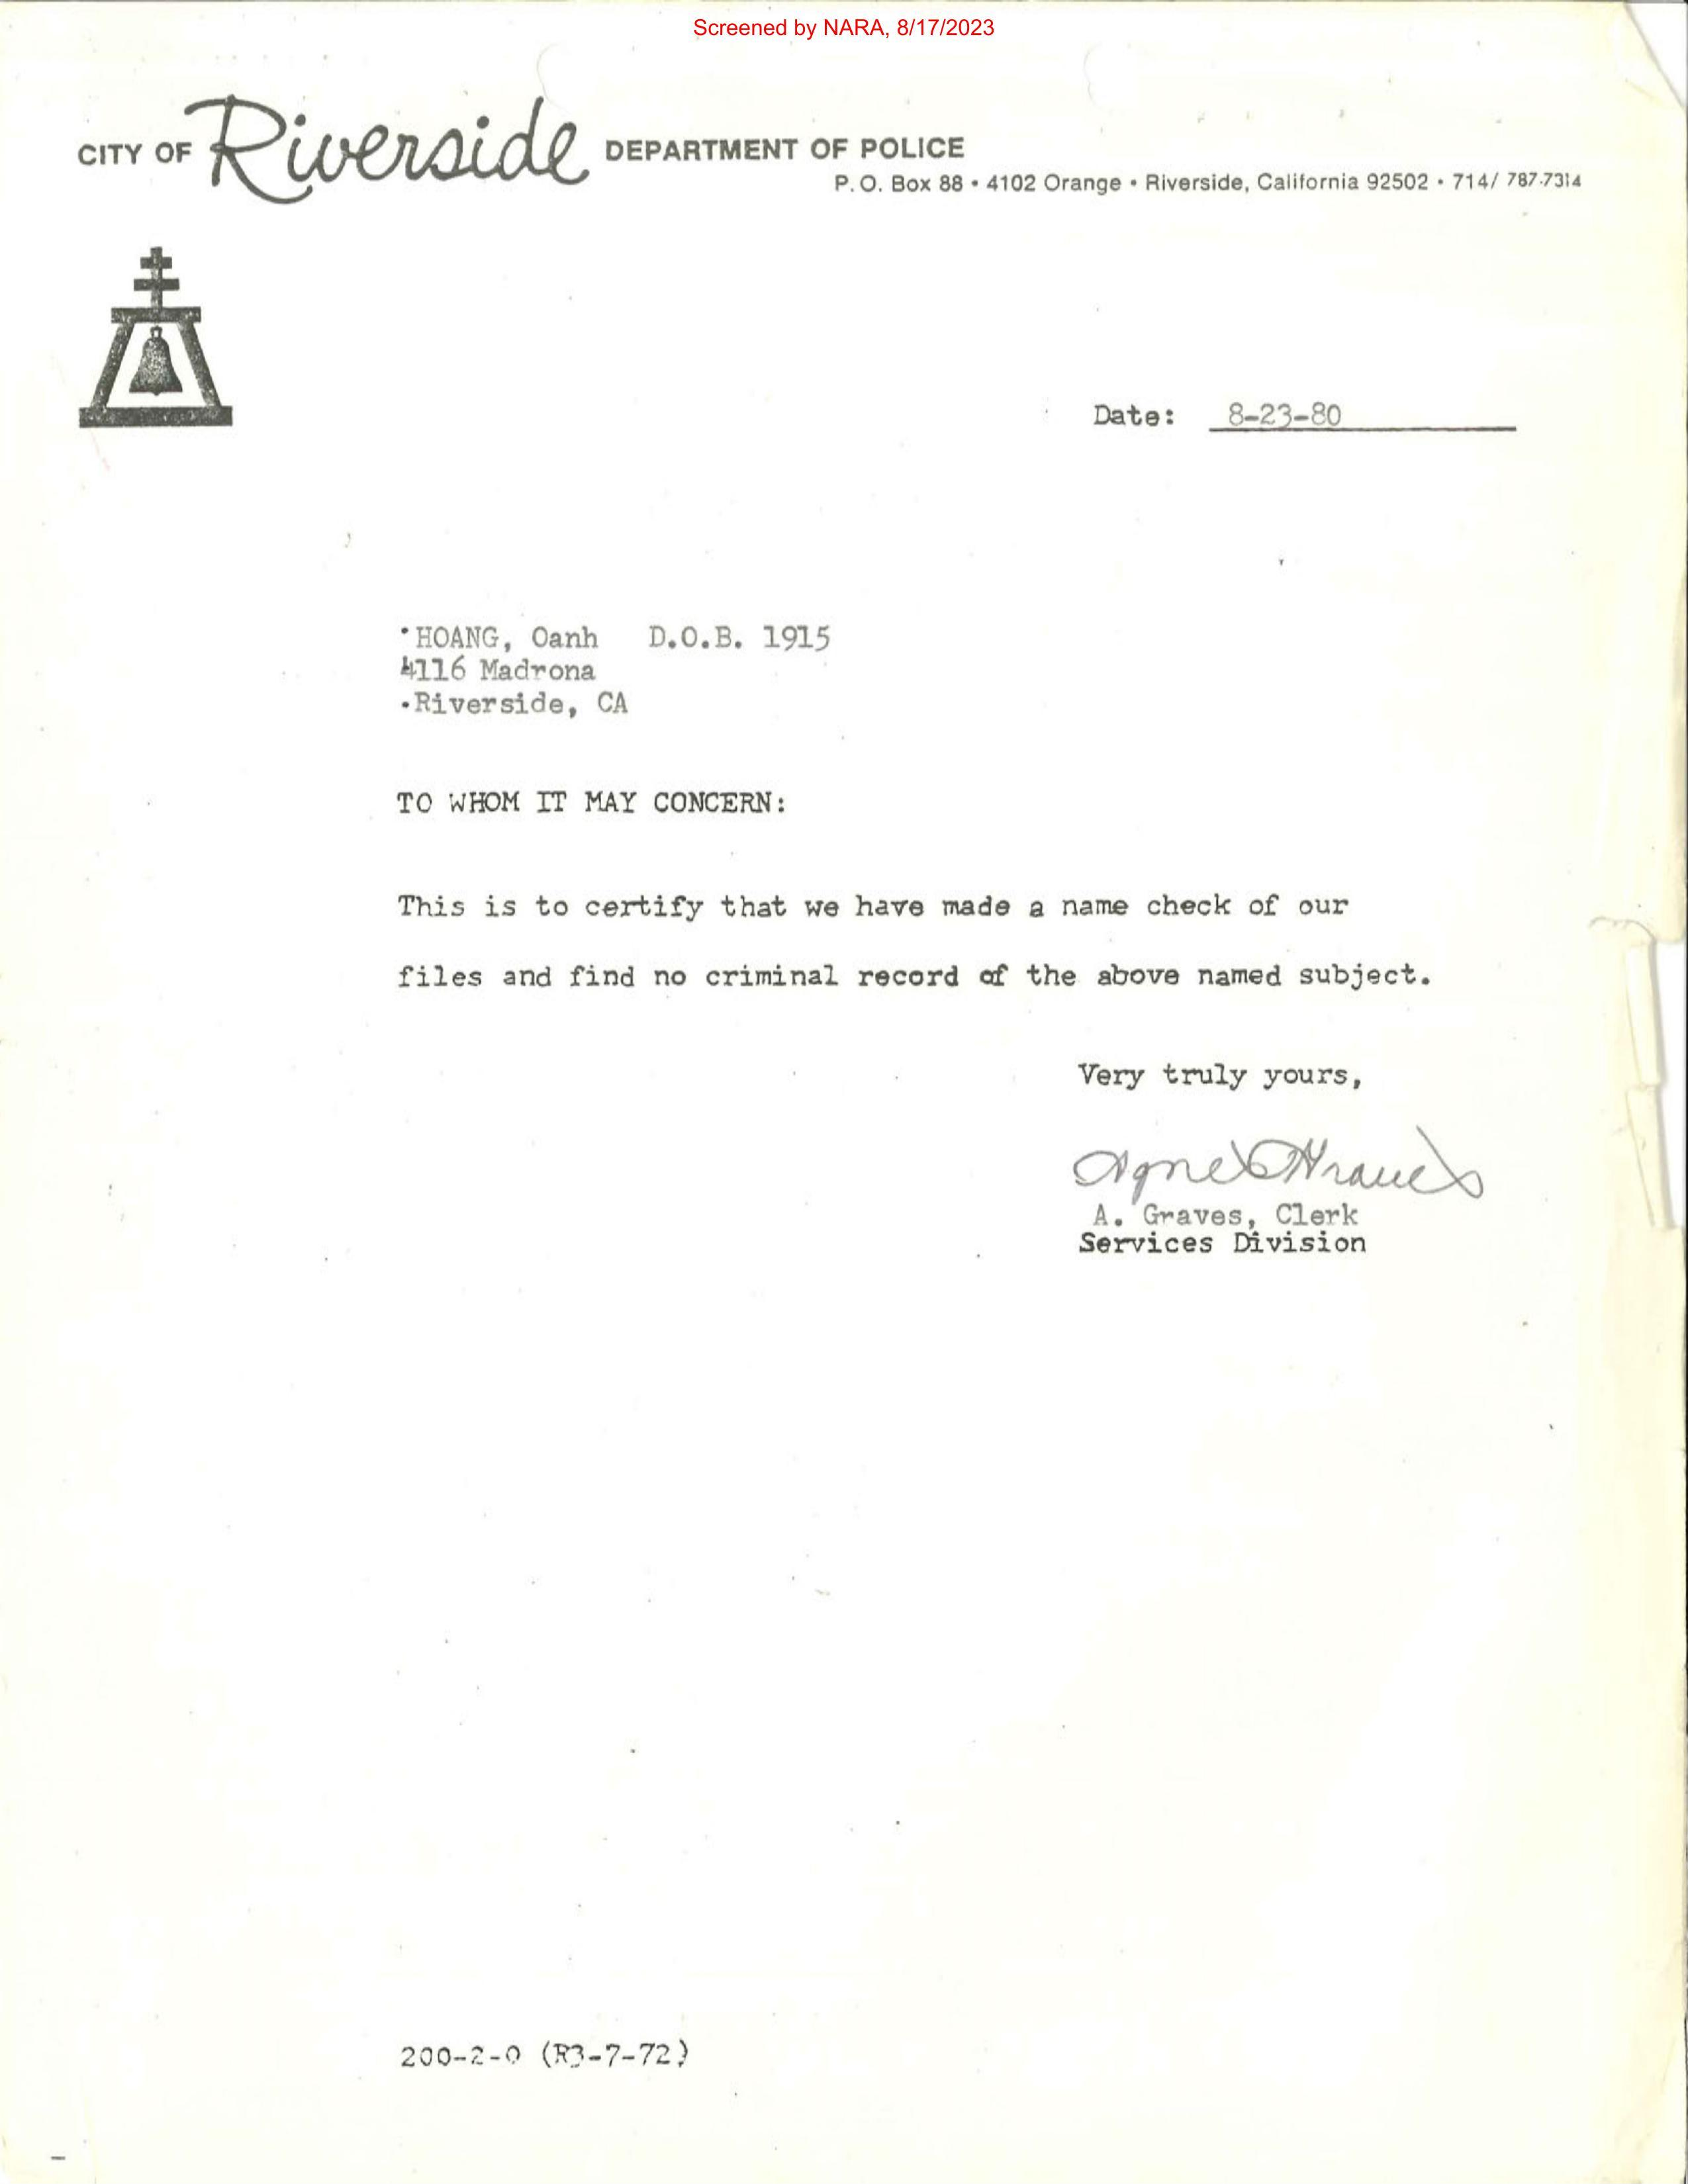 Screened by NARA, 8/17/2023
CITY OF Riverside DEPARTMENT OF POLICE
P. O. Box 88 • 4102 Orange • Riverside, California 92502 • 714/ 787-7314
Date: 8-23-80
HOANG, Oanh D.O.B. 1915
4116 Madrona
Riverside, CA
TO WHOM IT MAY CONCERN:
This is to certify that we have made a name check of our
files and find no criminal record of the above named subject.
Very truly yours,
Agnes Graves
A. Graves, Clerk
Services Division
200-2-0 (R3-7-72)